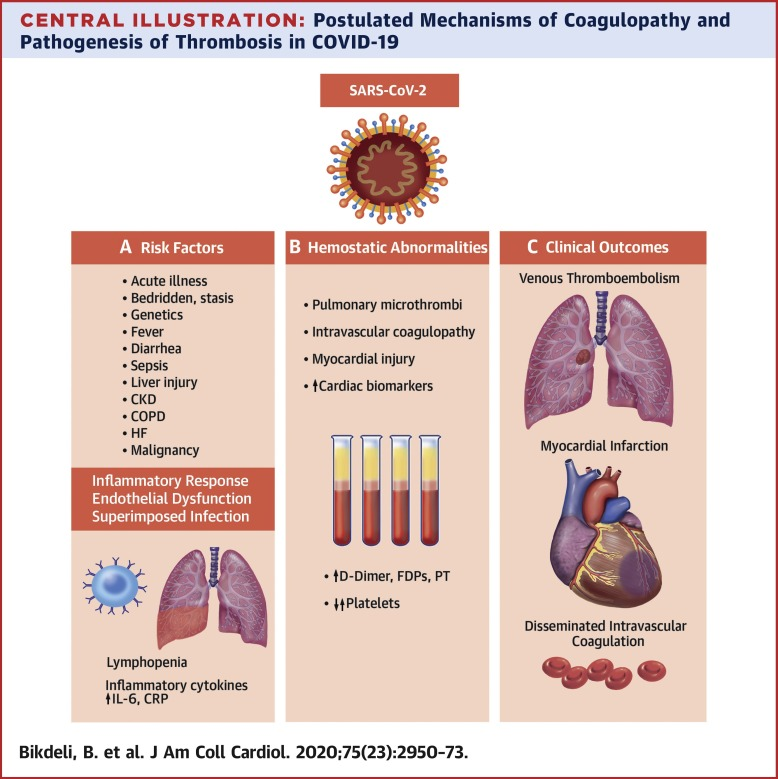 CENTRAL ILLUSTRATION: Postulated Mechanisms of Coagulopathy and
Pathogenesis of Thrombosis in COVID-19
SARS-CoV-2
A Risk Factors
• Acute illness
• Bedridden, stasis
• Genetics
• Fever
• Diarrhea
• Sepsis
• Liver injury
• CKD
• COPD
• HF
• Malignancy
Inflammatory Response
Endothelial Dysfunction
Superimposed Infection
Lymphopenia
Inflammatory cytokines
↑IL-6, CRP
B Hemostatic Abnormalities
• Pulmonary microthrombi
• Intravascular coagulopathy
• Myocardial injury
• ↑Cardiac biomarkers
• ↑D-Dimer, FDPs, PT
• ↓↑Platelets
C Clinical Outcomes
Venous Thromboembolism
Myocardial Infarction
Disseminated Intravascular
Coagulation
Bikdeli, B. et al. J Am Coll Cardiol. 2020;75(23):2950–73.